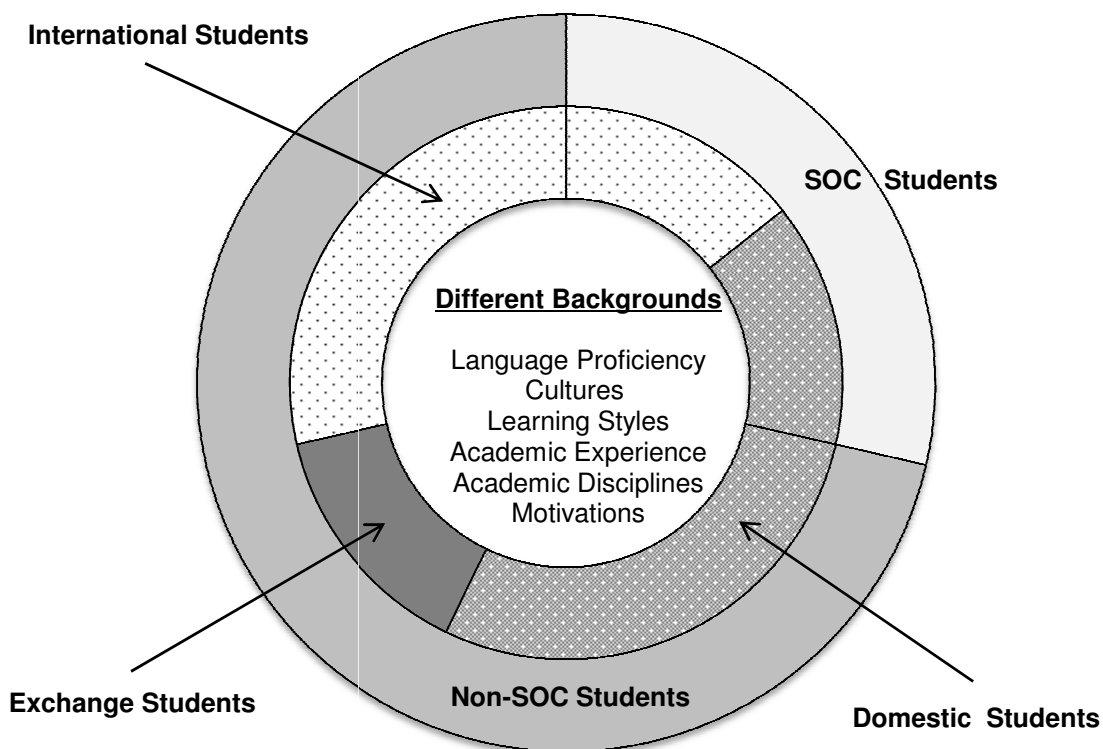 International Students
SOC Students
Different Backgrounds
Language Proficiency
Cultures
Learning Styles
Academic Experience
Academic Disciplines
Motivations
Exchange Students
Non-SOC Students
Domestic Students